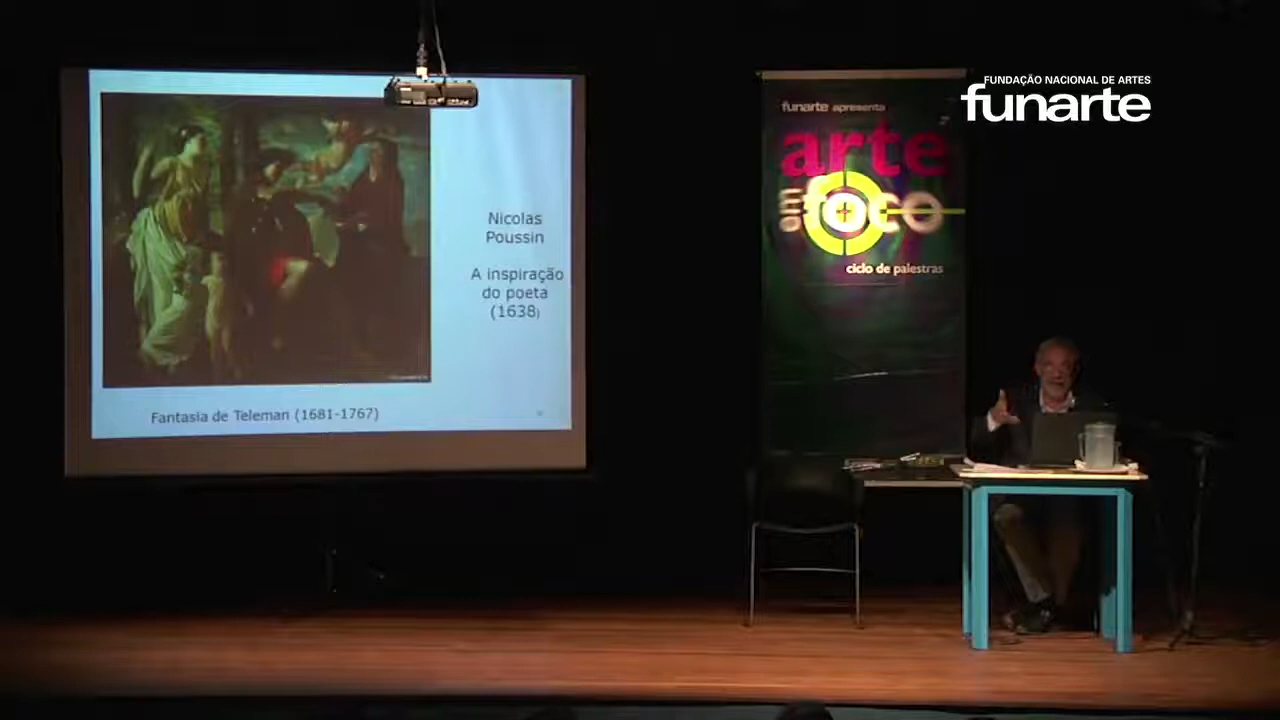 Nicolas
Poussin
A inspiração
do poeta
(1638)
Fantasia de Teleman (1681-1767)
funarte apresenta
arte
em
foco
ciclo de palestras
FUNDAÇÃO NACIONAL DE ARTES
funarte